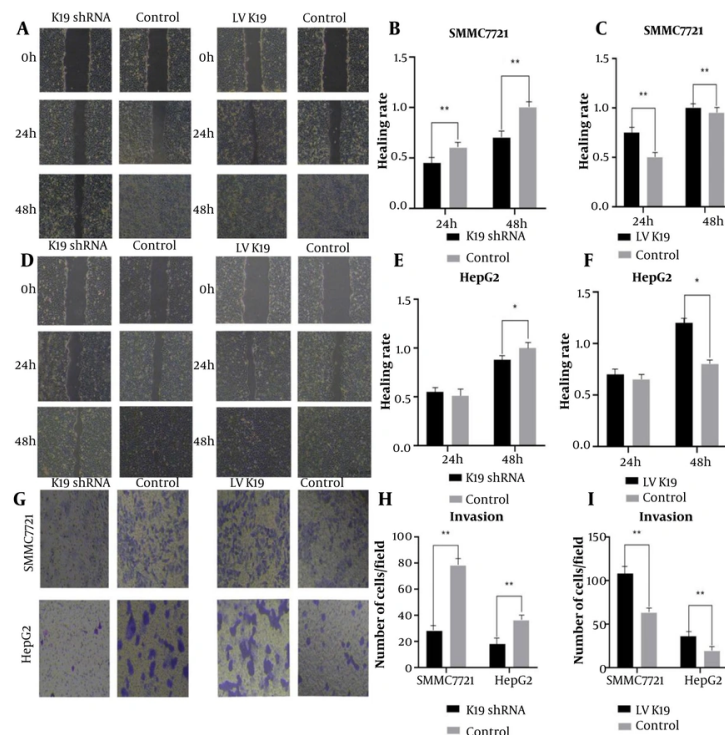 K19 shRNA Control LV K19 Control
A
0h 0h
24h 24h
48h 48h
B
SMMC7721
Healing rate
1.5
1.0
0.5
0.0
** **
24h 48h
K19 shRNA
Control
C
SMMC7721
Healing rate
1.5
1.0
0.5
0.0
** **
24h 48h
LV K19
Control
K19 shRNA Control LV K19 Control
D
0h 0h
24h 24h
48h 48h
E
HepG2
Healing rate
1.5
1.0
0.5
0.0
*
24h 48h
K19 shRNA
Control
F
HepG2
Healing rate
1.5
1.0
0.5
0.0
*
24h 48h
LV K19
Control
K19 shRNA Control LV K19 Control
G
SMMC7721
HepG2
H
Invasion
Number of cells/field
100
80
60
40
20
0
** **
SMMC7721 HepG2
K19 shRNA
Control
I
Invasion
Number of cells/field
150
100
50
0
** **
SMMC7721 HepG2
LV K19
Control